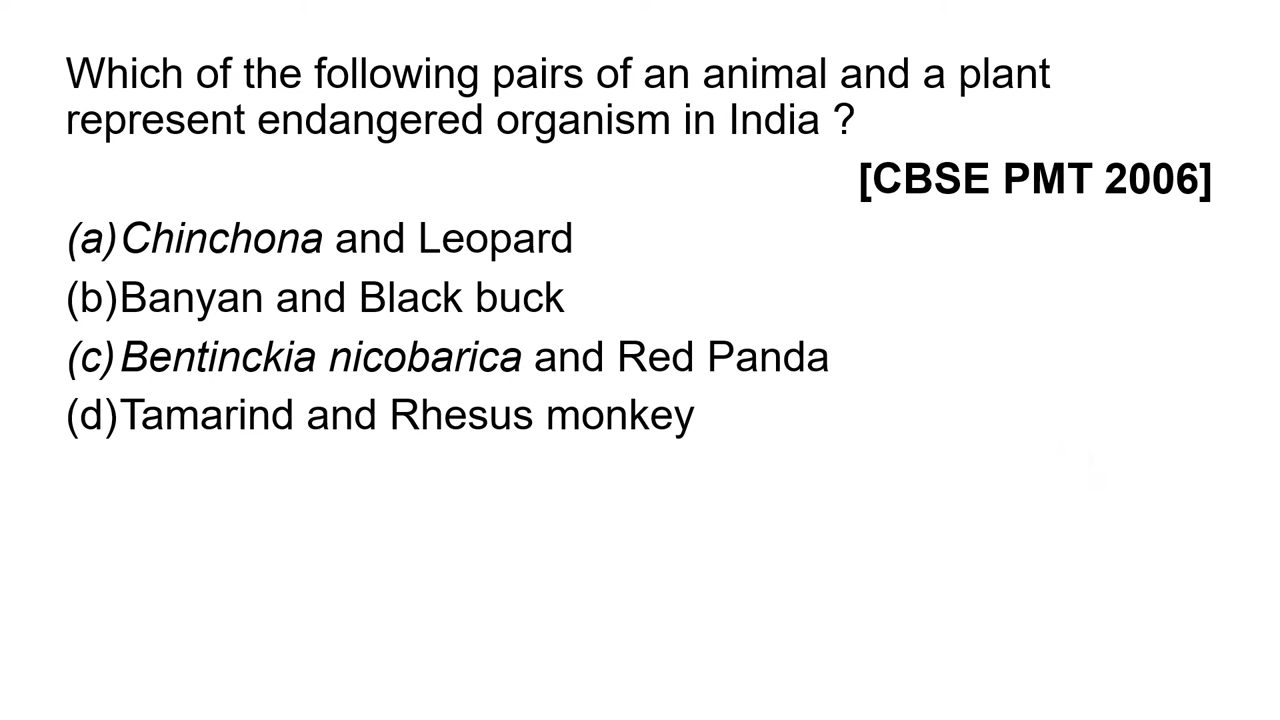 Which of the following pairs of an animal and a plant
represent endangered organism in India ?
[CBSE PMT 2006]
(a) Chinchona and Leopard
(b) Banyan and Black buck
(c) Bentinckia nicobarica and Red Panda
(d) Tamarind and Rhesus monkey